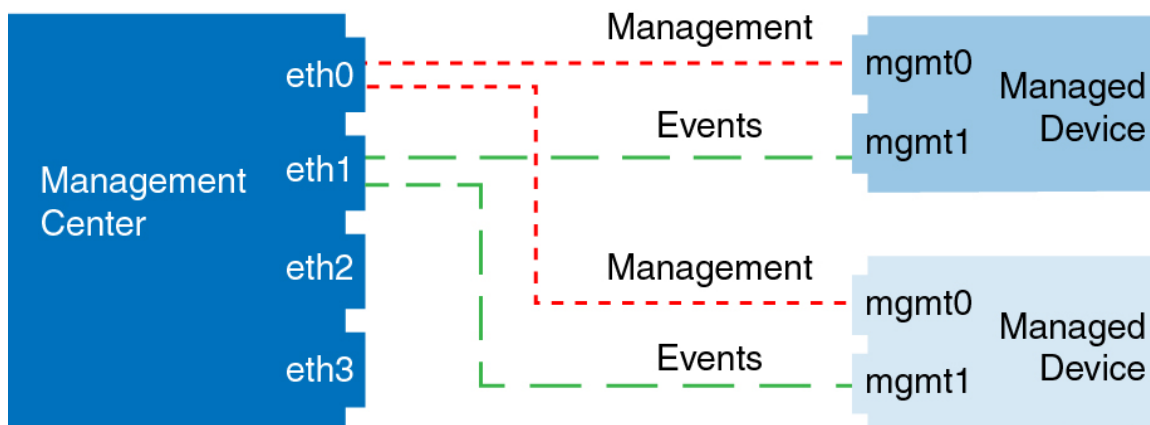 Management
Center
eth0
eth1
eth2
eth3
Management
Events
mgmt0
mgmt1
Managed
Device
Management
Events
mgmt0
mgmt1
Managed
Device